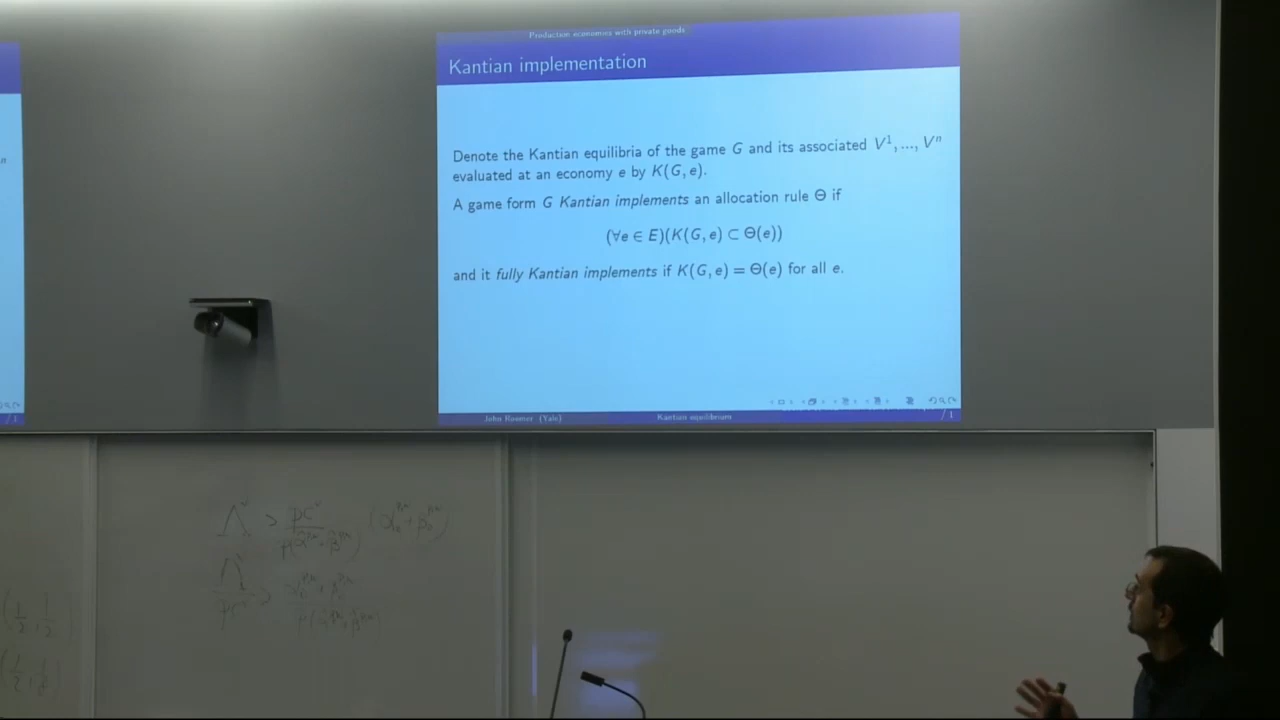 Production economies with private goods
Kantian implementation
Denote the Kantian equilibria of the game G and its associated V¹, ..., Vⁿ
evaluated at an economy e by K(G, e).
A game form G Kantian implements an allocation rule Θ if
(∀e ∈ E)(K(G, e) ⊂ Θ(e))
and it fully Kantian implements if K(G, e) = Θ(e) for all e.
John Roemer (Yale) Kantian equilibrium / 1